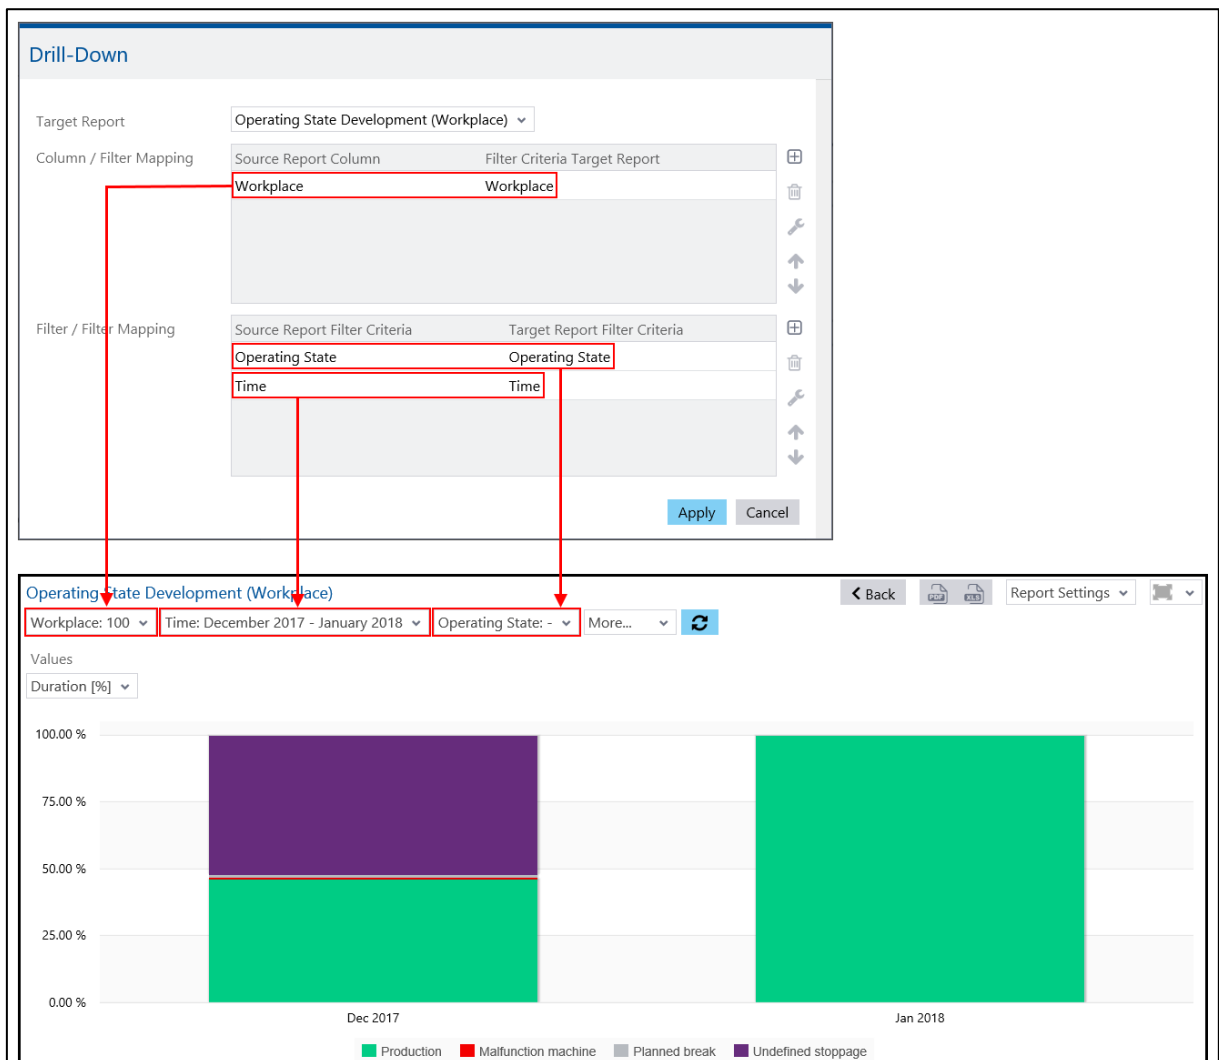 Drill-Down
Target Report
Operating State Development (Workplace)
Column / Filter Mapping
Source Report Column Filter Criteria Target Report
Workplace Workplace
Filter / Filter Mapping
Source Report Filter Criteria Target Report Filter Criteria
Operating State Operating State
Time Time
Apply Cancel
Operating State Development (Workplace)
Back PDF XLS Report Settings
Workplace: 100 Time: December 2017 - January 2018 Operating State: - More...
Values
Duration [%]
100.00 %
75.00 %
50.00 %
25.00 %
0.00 %
Dec 2017 Jan 2018
Production Malfunction machine Planned break Undefined stoppage